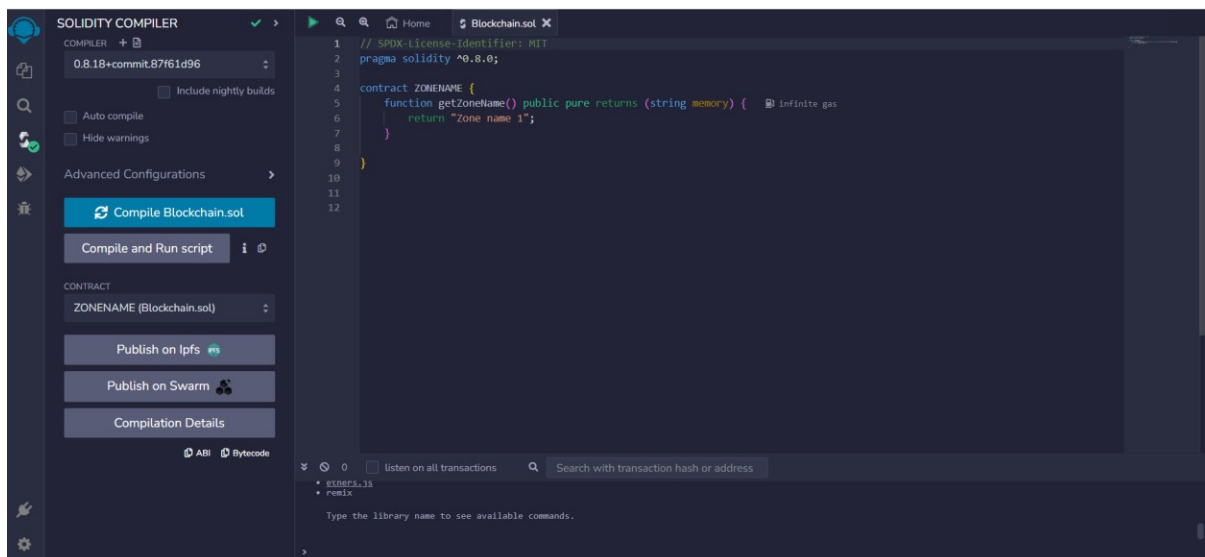 SOLIDITY COMPILER
COMPILER +
0.8.18+commit.87f61d96
Include nightly builds
Auto compile
Hide warnings
Advanced Configurations
Compile Blockchain.sol
Compile and Run script i
CONTRACT
ZONENAME (Blockchain.sol)
Publish on Ipfs
Publish on Swarm
Compilation Details
ABI Bytecode
Home Blockchain.sol
1 // SPDX-License-Identifier: MIT
2 pragma solidity ^0.8.0;
3
4 contract ZONENAME {
5 function getZoneName() public pure returns (string memory) { infinite gas
6 return "Zone name 1";
7 }
8
9 }
10
11
12
0 listen on all transactions Search with transaction hash or address
• ethers.js
• remix
Type the library name to see available commands.
>